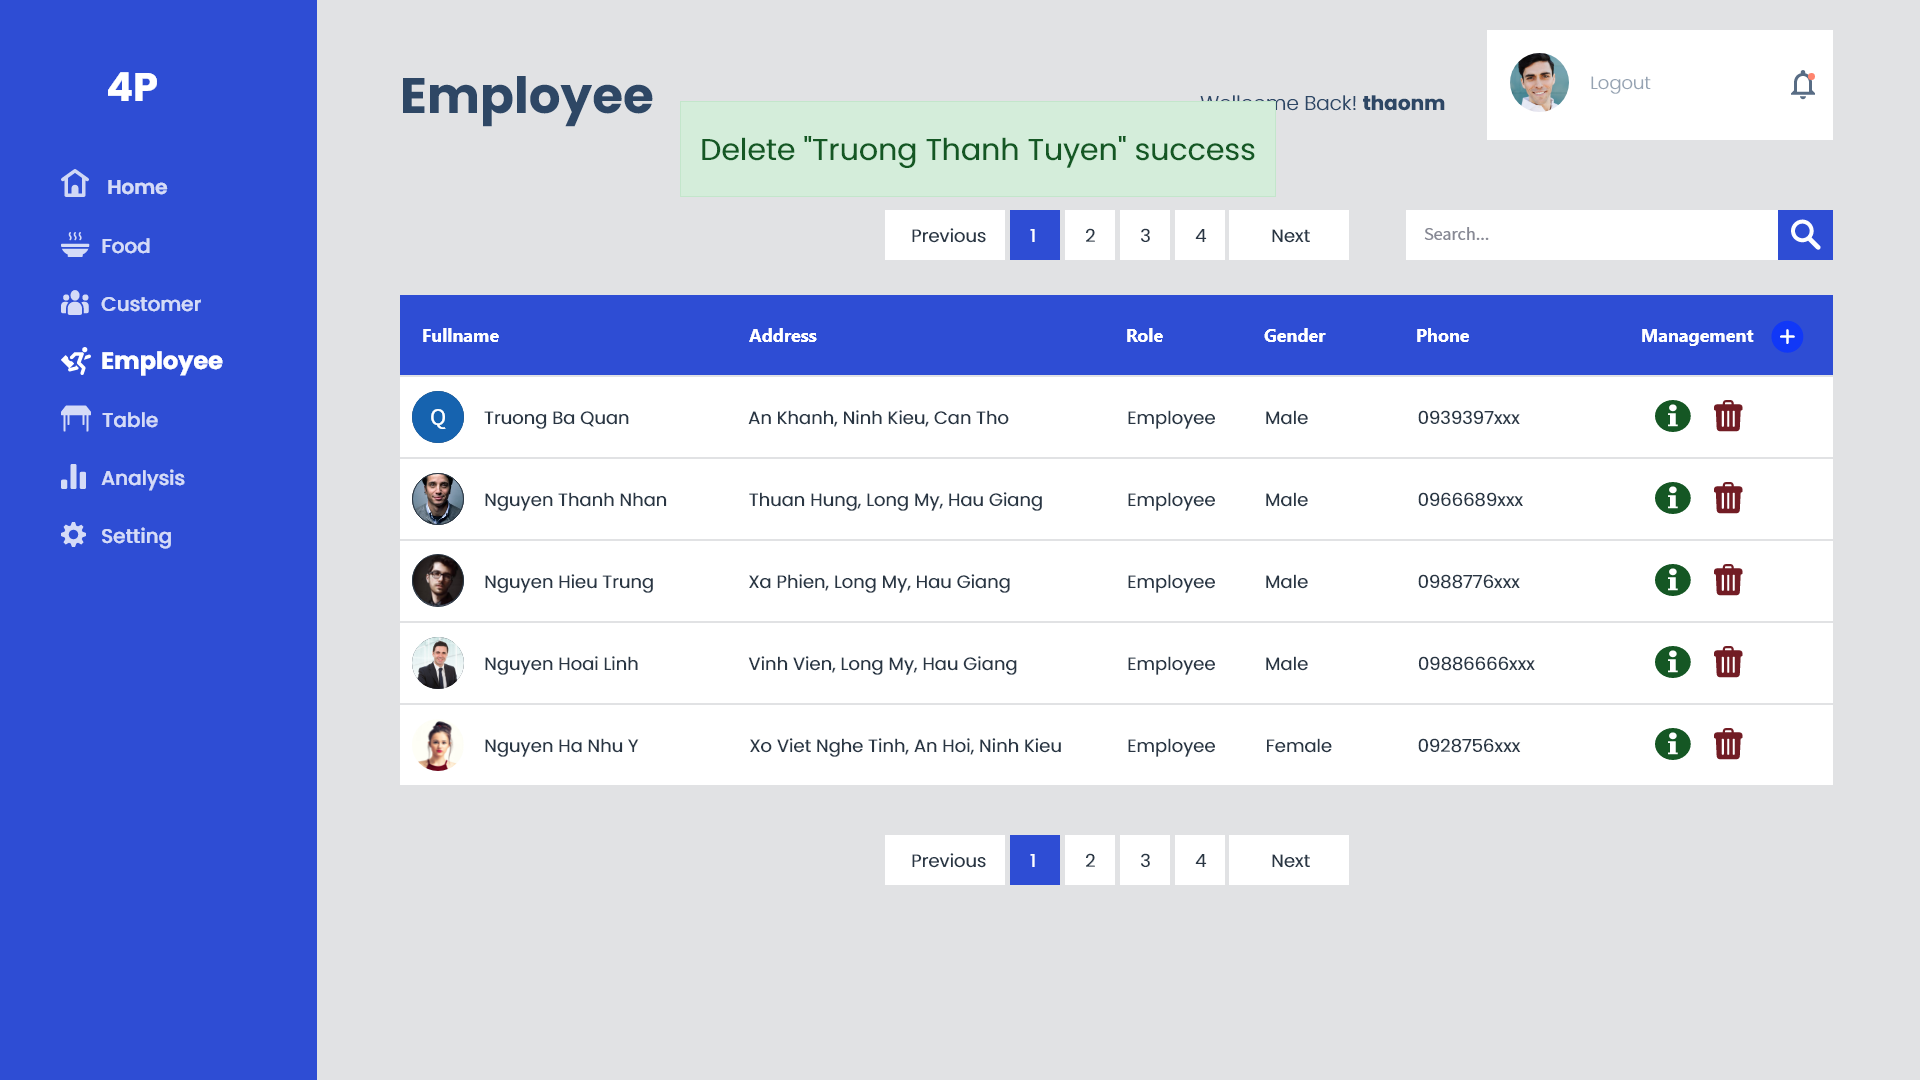 4P
Home
Food
Customer
Employee
Table
Analysis
Setting
Employee
Back! thaonm
Logout
Delete "Truong Thanh Tuyen" success
Previous 1 2 3 4 Next
Search...
Fullname Address Role Gender Phone Management
Q Truong Ba Quan An Khanh, Ninh Kieu, Can Tho Employee Male 0939397xxx
Nguyen Thanh Nhan Thuan Hung, Long My, Hau Giang Employee Male 0966689xxx
Nguyen Hieu Trung Xa Phien, Long My, Hau Giang Employee Male 0988776xxx
Nguyen Hoai Linh Vinh Vien, Long My, Hau Giang Employee Male 09886666xxx
Nguyen Ha Nhu Y Xo Viet Nghe Tinh, An Hoi, Ninh Kieu Employee Female 0928756xxx
Previous 1 2 3 4 Next